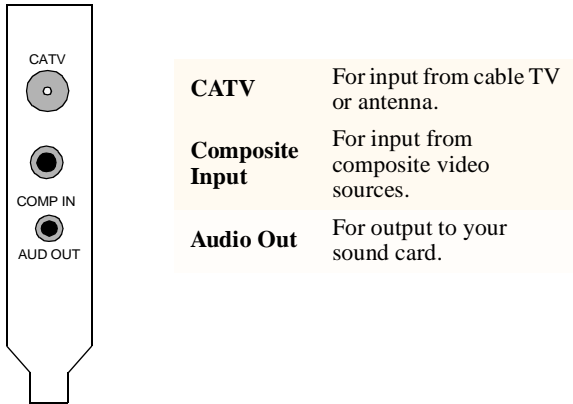 CATV
COMP IN
AUD OUT
CATV
For input from cable TV
or antenna.
Composite
Input
For input from
composite video
sources.
Audio Out
For output to your
sound card.